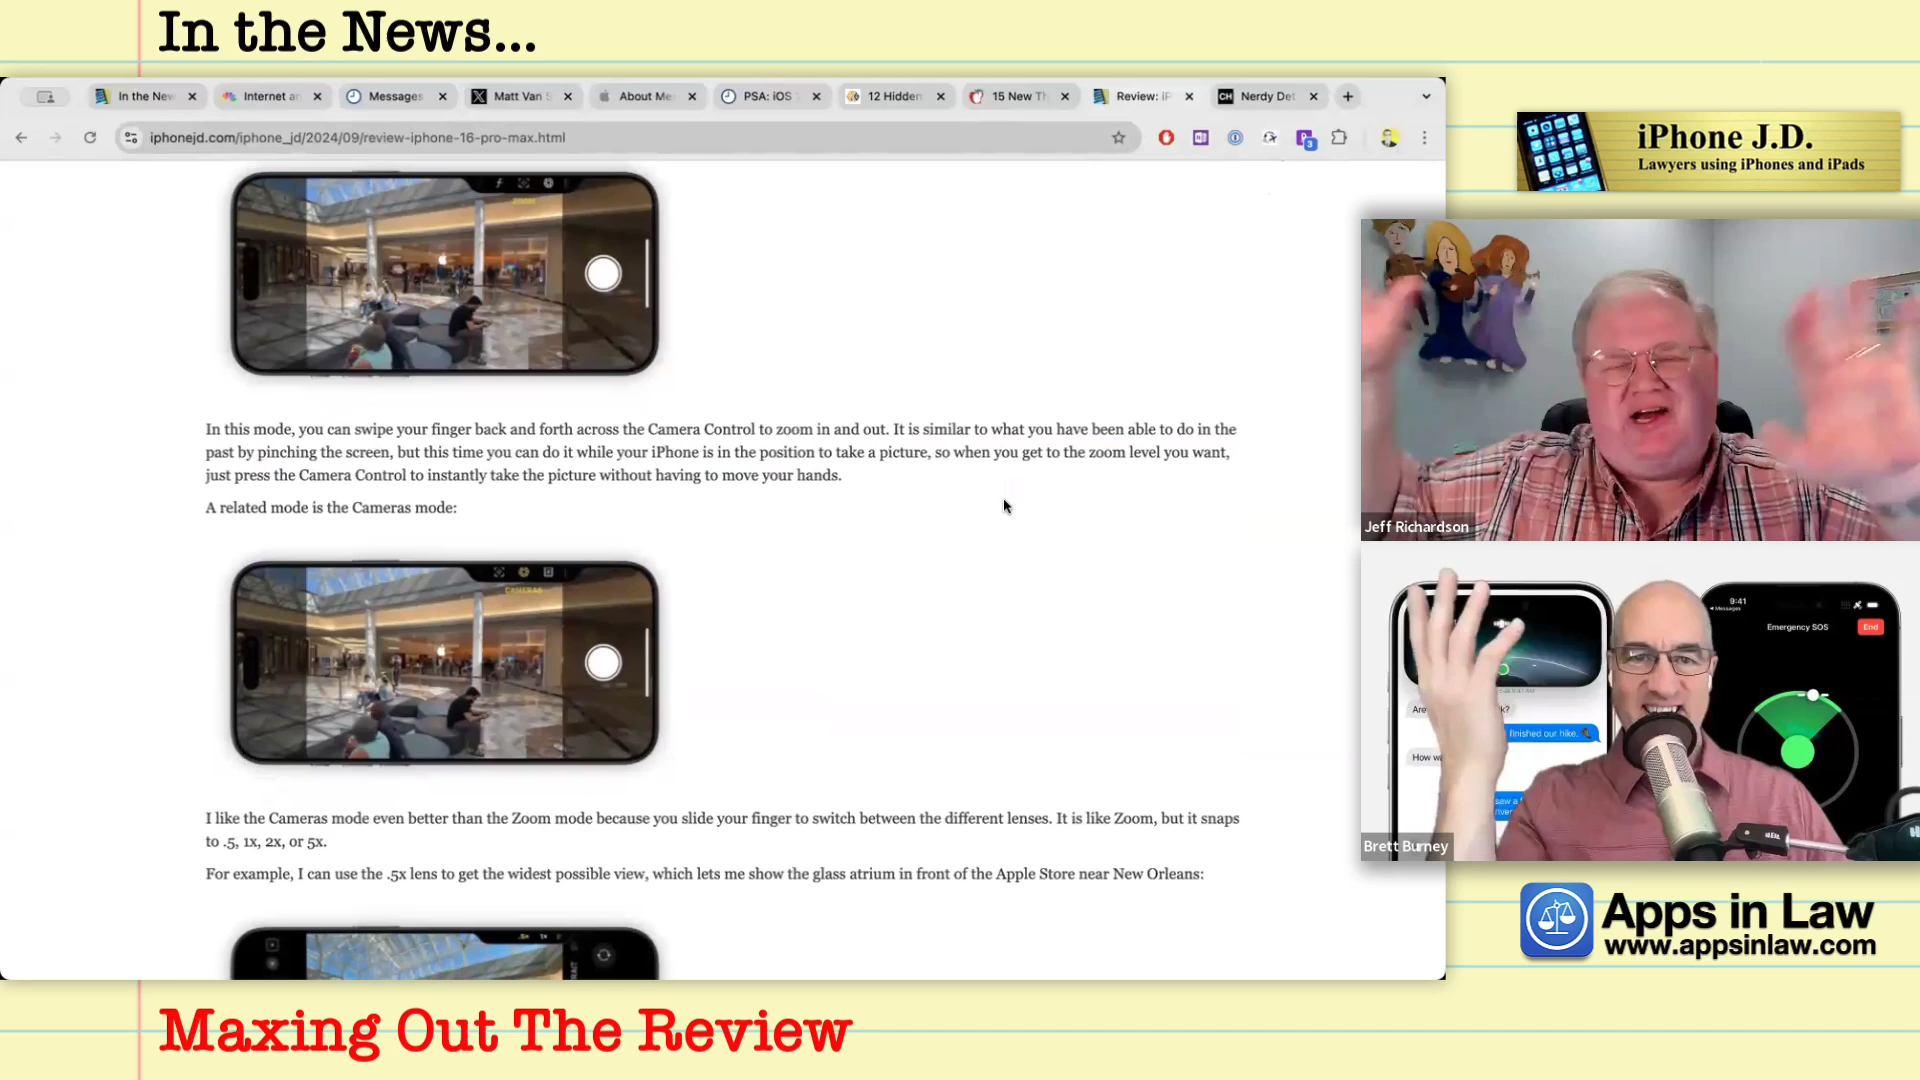 In the News...
In the New
Internet an
Messages
Matt Van S
About Me
PSA: iOS
12 Hidden
15 New Th
Review: iP
Nerdy Det
iphonejd.com/iphone_jd/2024/09/review-iphone-16-pro-max.html
3
iPhone J.D.
Lawyers using iPhones and iPads
ZOOM
In this mode, you can swipe your finger back and forth across the Camera Control to zoom in and out. It is similar to what you have been able to do in the
past by pinching the screen, but this time you can do it while your iPhone is in the position to take a picture, so when you get to the zoom level you want,
just press the Camera Control to instantly take the picture without having to move your hands.
A related mode is the Cameras mode:
CAMERAS
I like the Cameras mode even better than the Zoom mode because you slide your finger to switch between the different lenses. It is like Zoom, but it snaps
to .5, 1x, 2x, or 5x.
For example, I can use the .5x lens to get the widest possible view, which lets me show the glass atrium in front of the Apple Store near New Orleans:
Jeff Richardson
9:41
Messages
Emergency SOS
End
Are
k?
finished our hike.
How w
saw a
Brett Burney
Apps in Law
www.appsinlaw.com
Maxing Out The Review